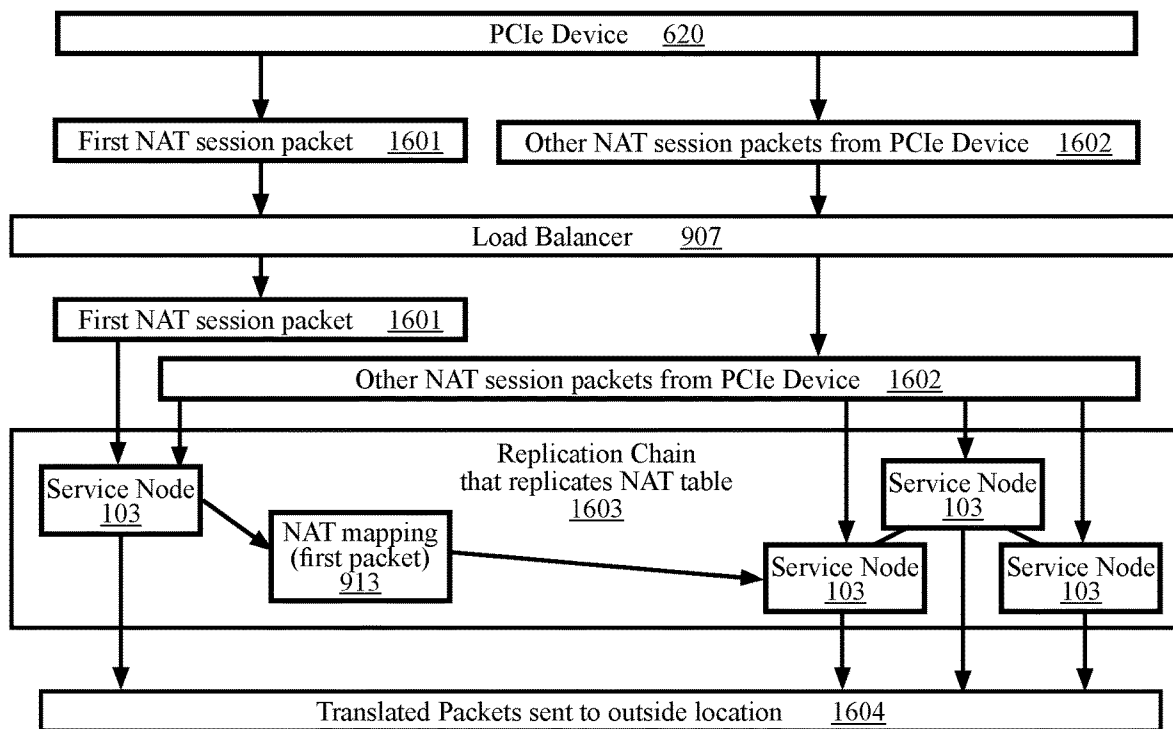 PCIe Device 620
First NAT session packet 1601
Other NAT session packets from PCIe Device 1602
Load Balancer 907
First NAT session packet 1601
Other NAT session packets from PCIe Device 1602
Replication Chain
that replicates NAT table
1603
Service Node
103
Service Node
103
NAT mapping
(first packet)
913
Service Node
103
Service Node
103
Translated Packets sent to outside location 1604